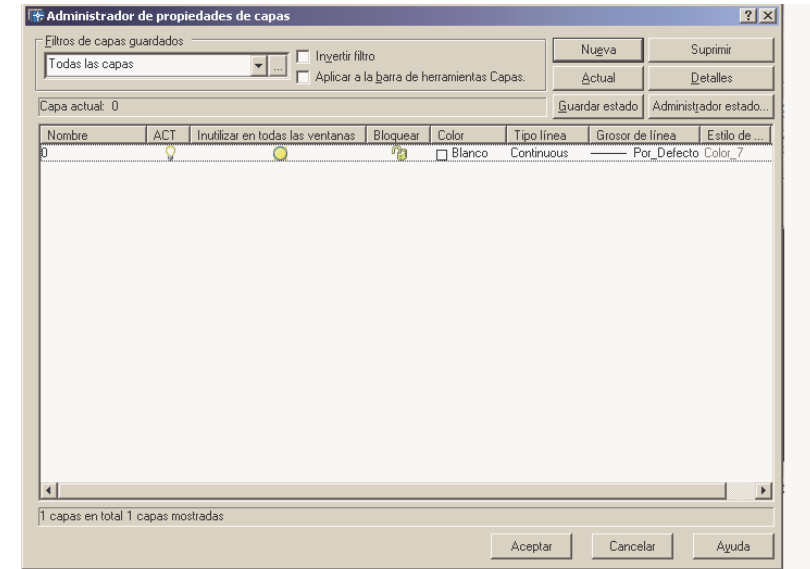 Administrador de propiedades de capas
Filtros de capas guardados
Todas las capas
...
Invertir filtro
Aplicar a la barra de herramientas Capas.
Nueva
Suprimir
Actual
Detalles
Capa actual: 0
Guardar estado
Administrador estado...
Nombre ACT Inutilizar en todas las ventanas Bloquear Color Tipo línea Grosor de línea Estilo de ...
0 Blanco Continuous Por_Defecto Color_7
1 capas en total 1 capas mostradas
Aceptar
Cancelar
Ayuda